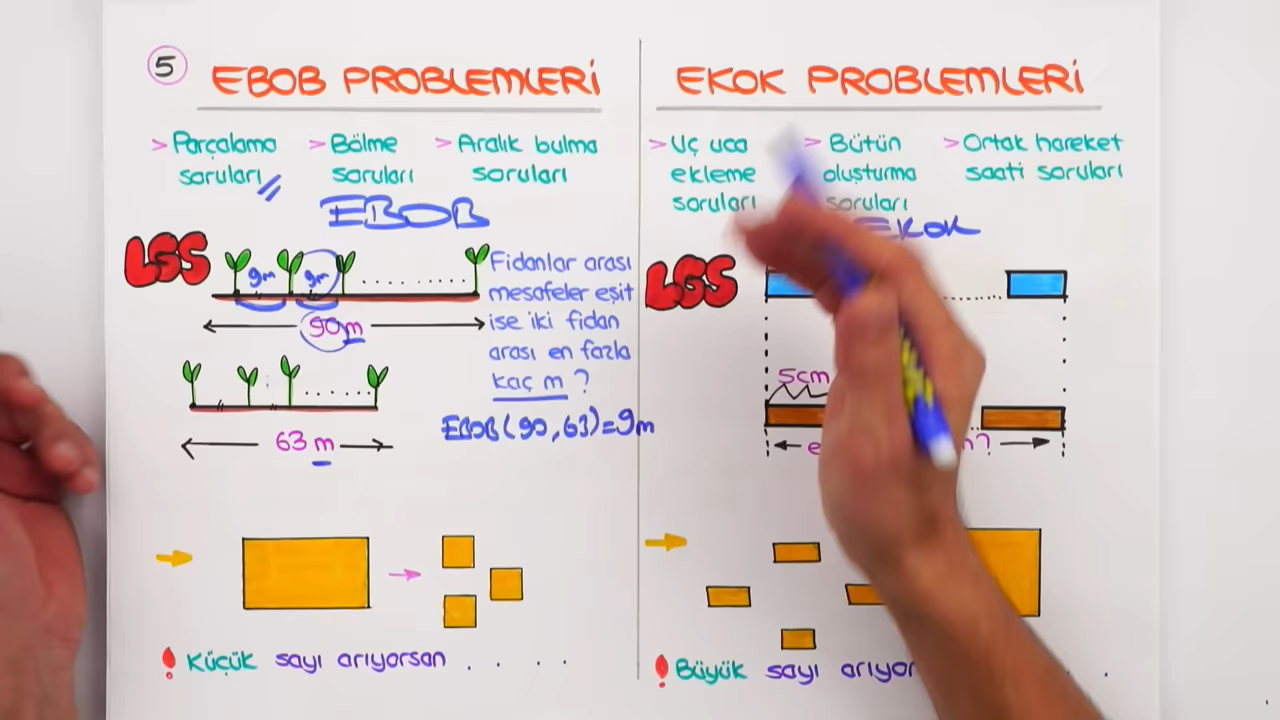 5
EBOB PROBLEMLERİ
> Parçalama soruları
> Bölme soruları
> Aralık bulma soruları
EBOB
LGS
9m 9m
90m
Fidanlar arası
mesafeler eşit
ise iki fidan
arası en fazla
kaç m ?
63 m
EBOB(90,63)=9m
! Küçük sayı arıyorsan . . . .
EKOK PROBLEMLERİ
> Uç uca ekleme soruları
> Bütün oluşturma soruları
> Ortak hareket saati soruları
EKOK
LGS
5cm
! Büyük sayı